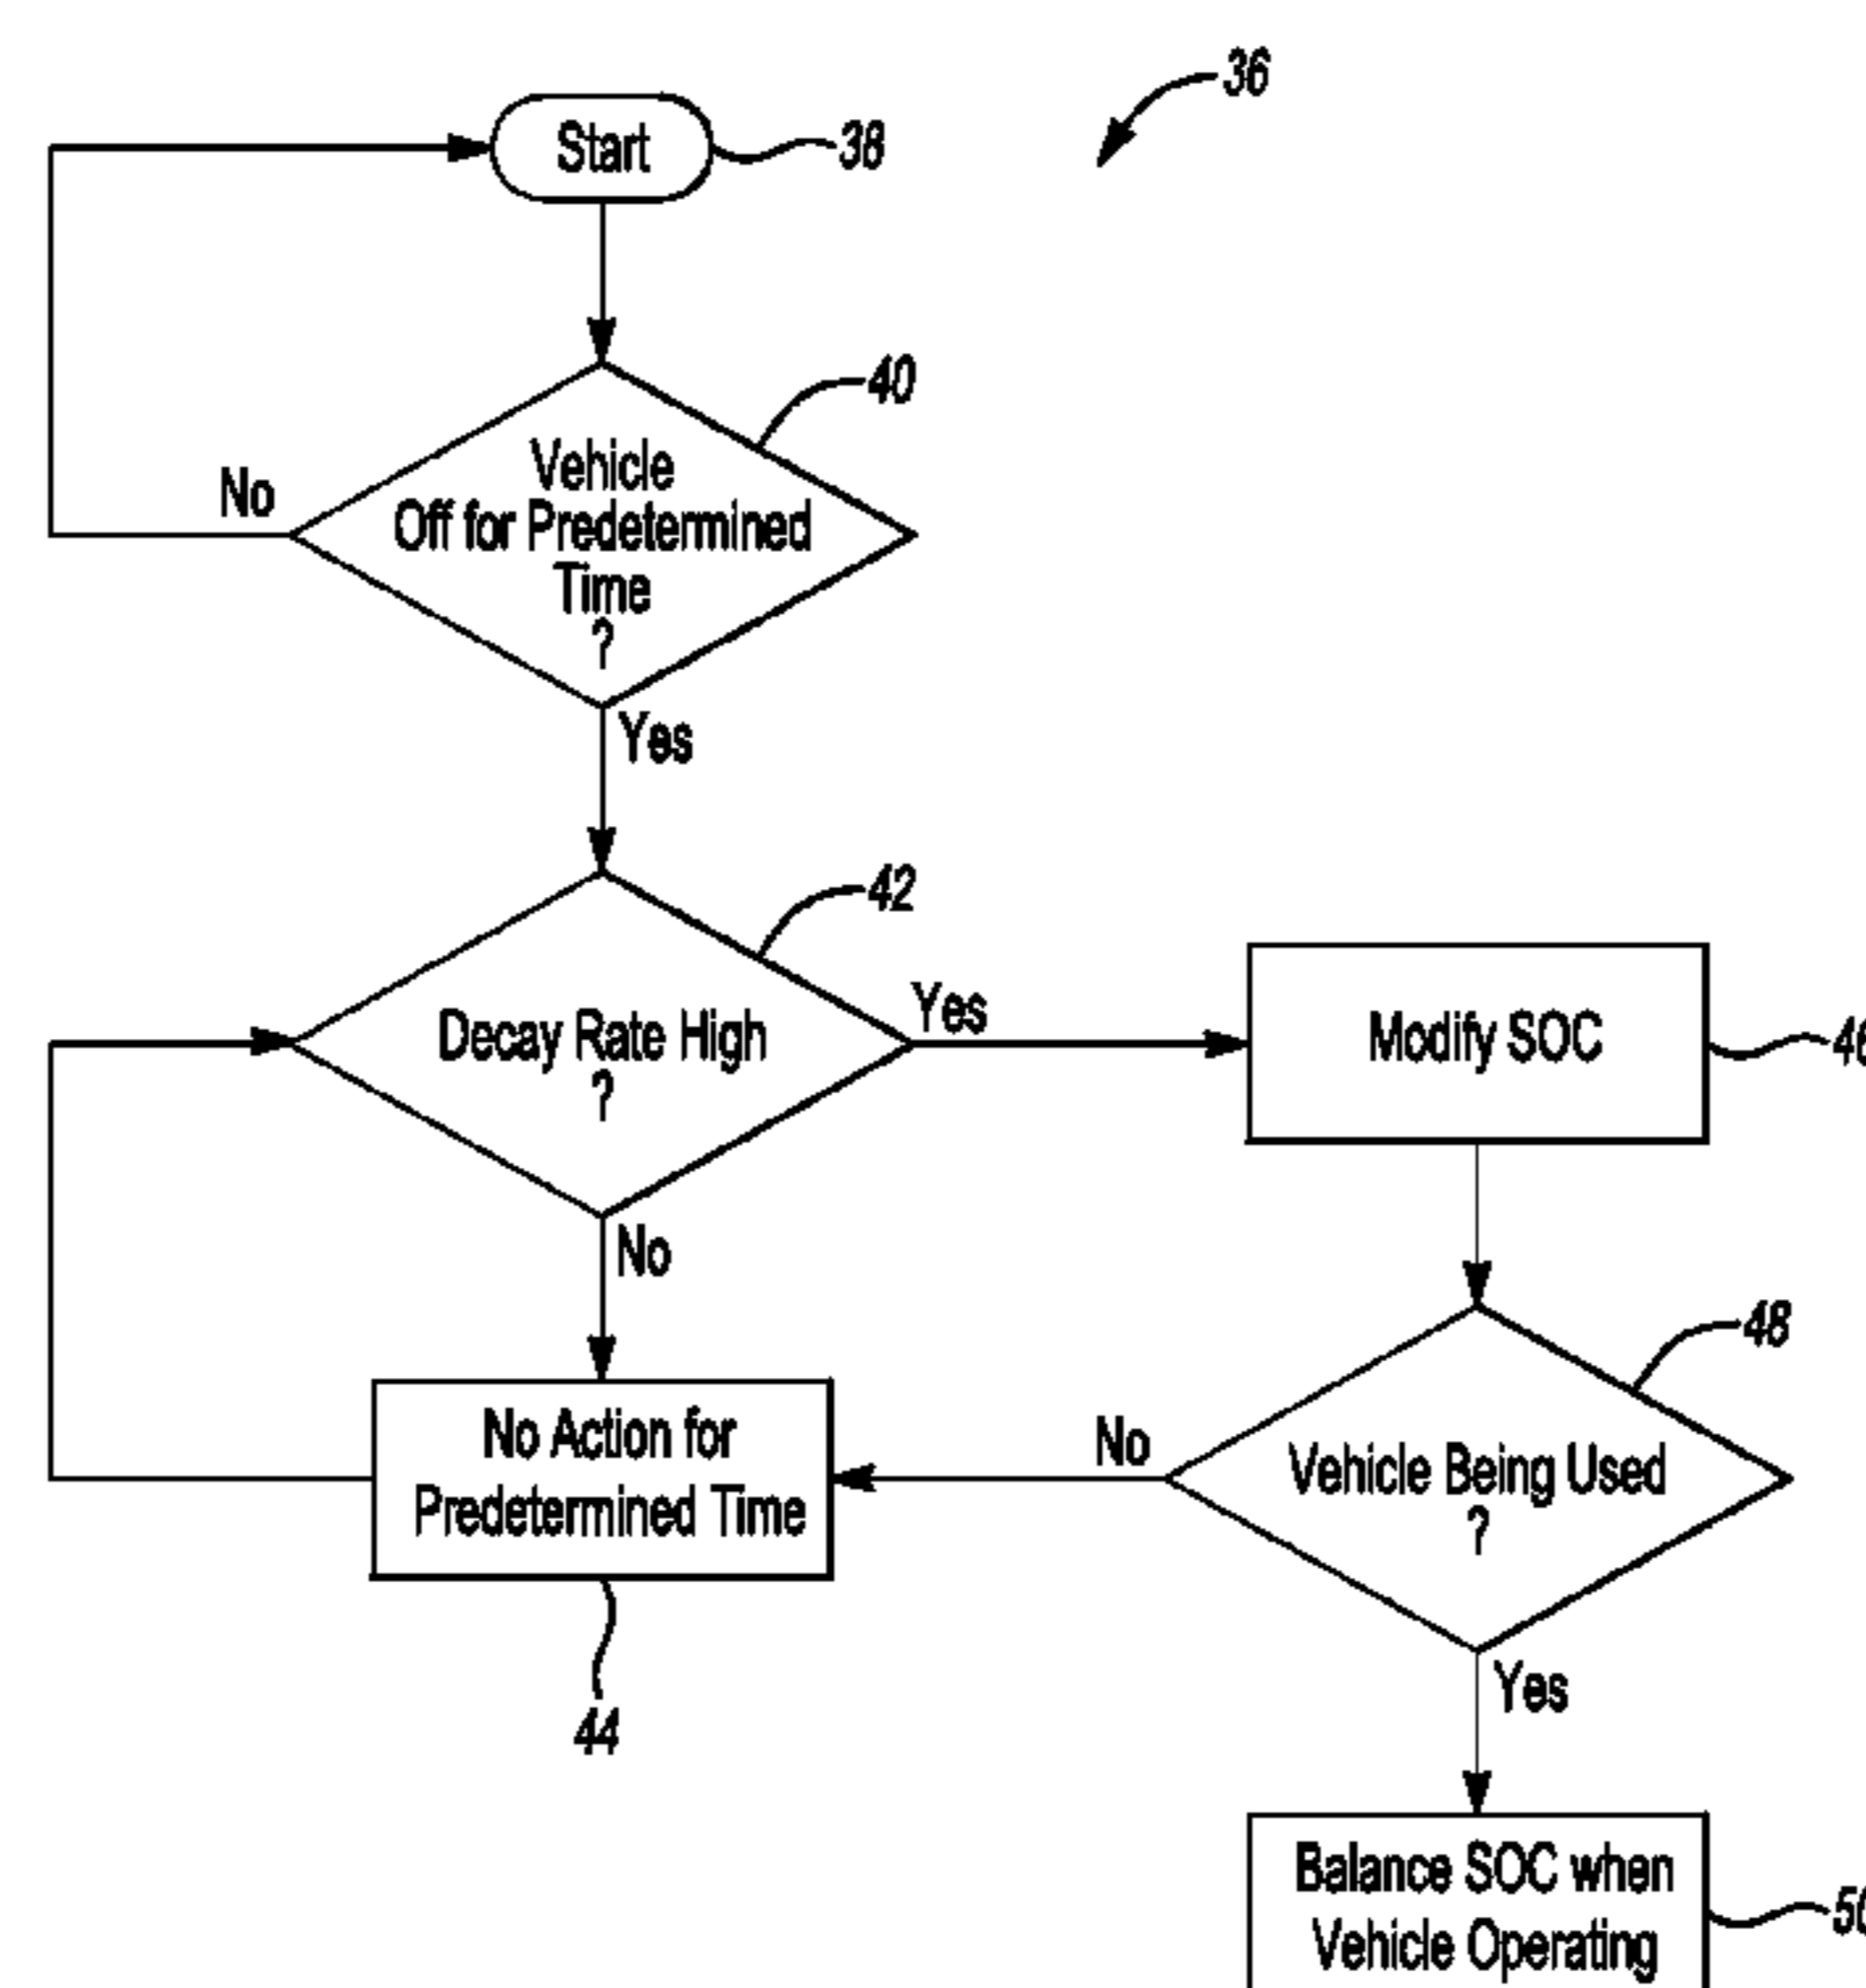 36
Start
38
40
Vehicle
Off for Predetermined
Time
?
No
Yes
42
Decay Rate High
?
Yes
Modify SOC
No
48
No Action for
Predetermined Time
No
Vehicle Being Used
?
Yes
44
Balance SOC when
Vehicle Operating